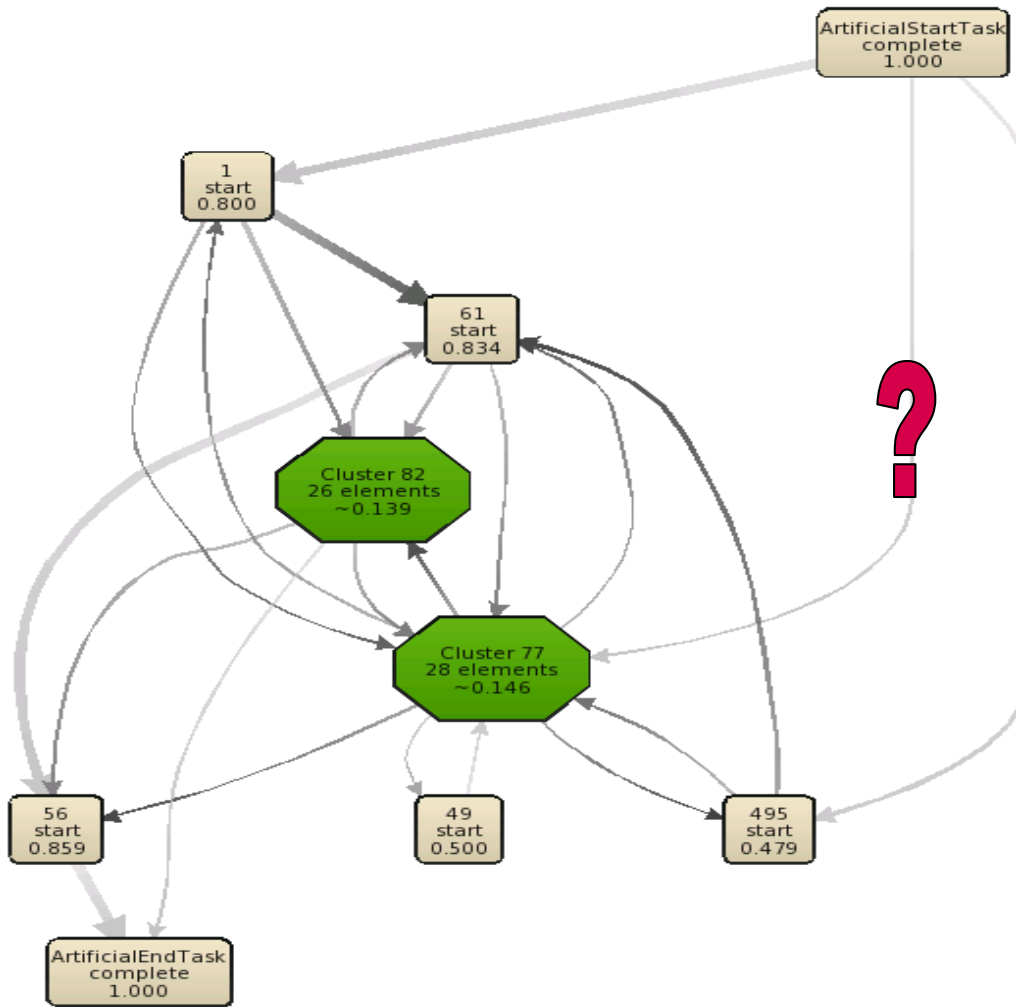 ArtificialStartTask
complete
1.000
1
start
0.800
61
start
0.834
?
Cluster 82
26 elements
~0.139
Cluster 77
28 elements
~0.146
56
start
0.859
49
start
0.500
495
start
0.479
ArtificialEndTask
complete
1.000